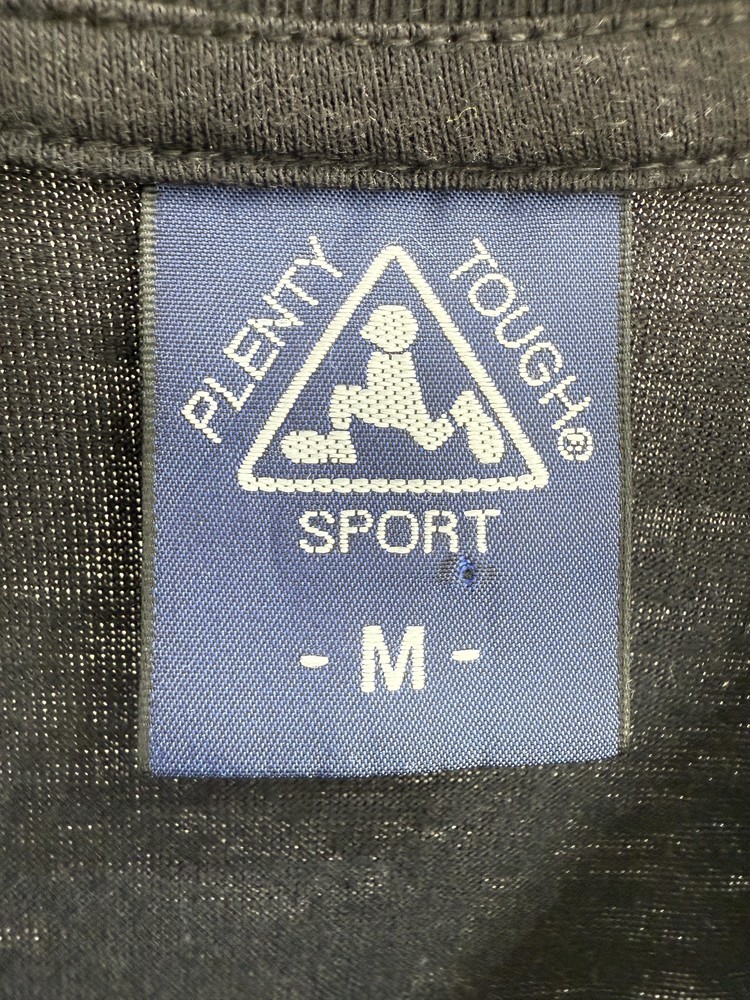 PLENTY
TOUGH®
SPORT
- M -